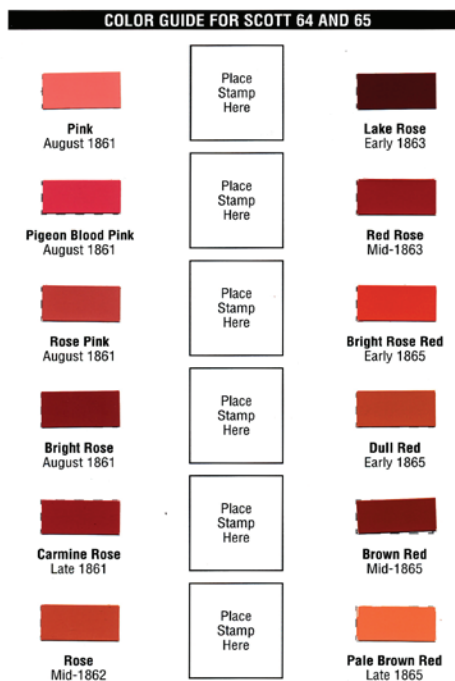 COLOR GUIDE FOR SCOTT 64 AND 65
Place
Stamp
Here
Pink
August 1861
Lake Rose
Early 1863
Place
Stamp
Here
Pigeon Blood Pink
August 1861
Red Rose
Mid-1863
Place
Stamp
Here
Rose Pink
August 1861
Bright Rose Red
Early 1865
Place
Stamp
Here
Bright Rose
August 1861
Dull Red
Early 1865
Place
Stamp
Here
Carmine Rose
Late 1861
Brown Red
Mid-1865
Place
Stamp
Here
Rose
Mid-1862
Pale Brown Red
Late 1865